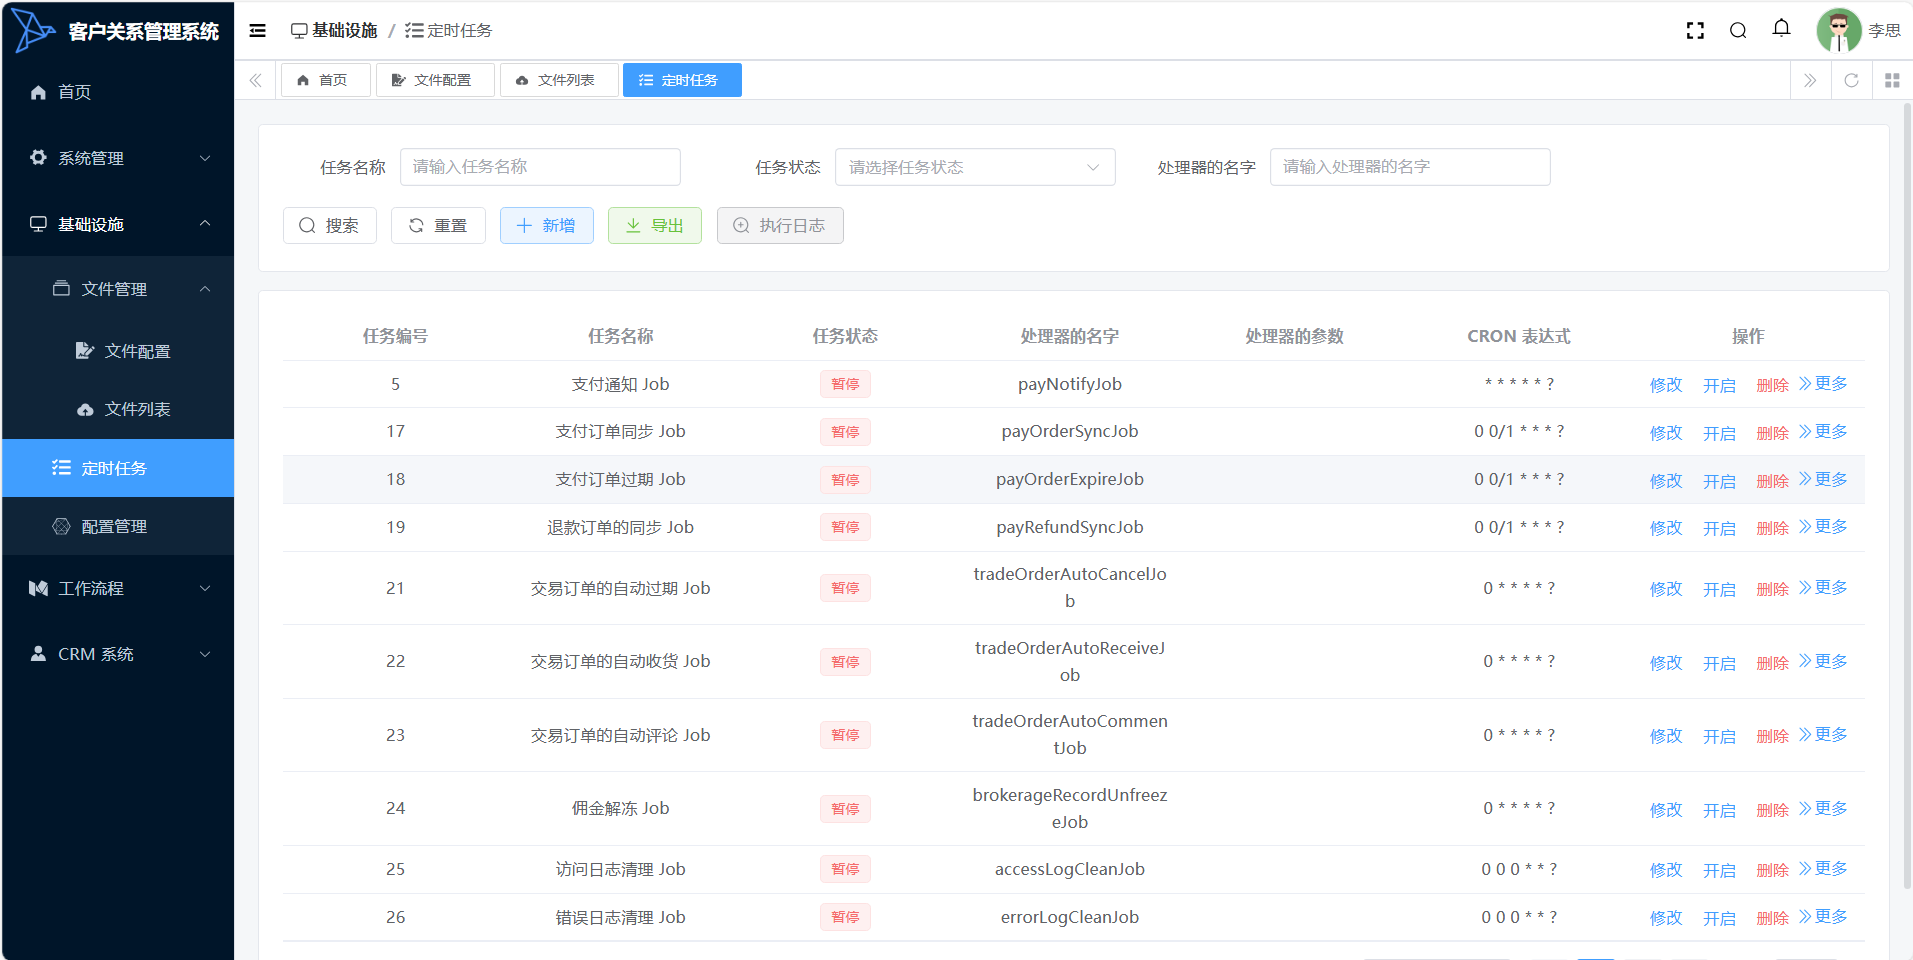 客户关系管理系统
基础设施 / 定时任务
李思
首页
文件配置
文件列表
定时任务
首页
系统管理
基础设施
文件管理
文件配置
文件列表
定时任务
配置管理
工作流程
CRM 系统
任务名称 请输入任务名称
任务状态 请选择任务状态
处理器的名字 请输入处理器的名字
搜索 重置 新增 导出 执行日志
任务编号 任务名称 任务状态 处理器的名字 处理器的参数 CRON 表达式 操作
5 支付通知 Job 暂停 payNotifyJob * * * * * ? 修改 开启 删除 更多
17 支付订单同步 Job 暂停 payOrderSyncJob 0 0/1 * * * ? 修改 开启 删除 更多
18 支付订单过期 Job 暂停 payOrderExpireJob 0 0/1 * * * ? 修改 开启 删除 更多
19 退款订单的同步 Job 暂停 payRefundSyncJob 0 0/1 * * * ? 修改 开启 删除 更多
21 交易订单的自动过期 Job 暂停 tradeOrderAutoCancelJo
b 0 * * * * ? 修改 开启 删除 更多
22 交易订单的自动收货 Job 暂停 tradeOrderAutoReceiveJ
ob 0 * * * * ? 修改 开启 删除 更多
23 交易订单的自动评论 Job 暂停 tradeOrderAutoCommen
tJob 0 * * * * ? 修改 开启 删除 更多
24 佣金解冻 Job 暂停 brokerageRecordUnfreez
eJob 0 * * * * ? 修改 开启 删除 更多
25 访问日志清理 Job 暂停 accessLogCleanJob 0 0 0 * * ? 修改 开启 删除 更多
26 错误日志清理 Job 暂停 errorLogCleanJob 0 0 0 * * ? 修改 开启 删除 更多